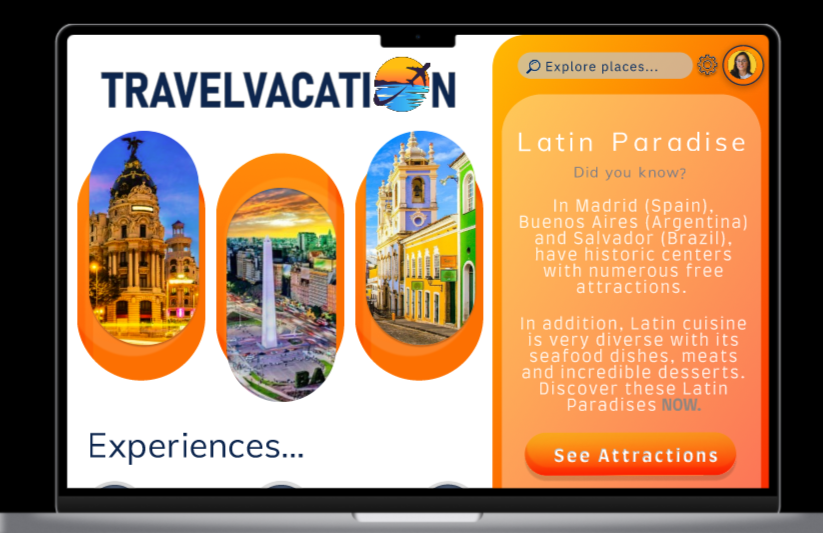 TRAVELVACATION
Explore places...
Latin Paradise
Did you know?
In Madrid (Spain),
Buenos Aires (Argentina)
and Salvador (Brazil),
have historic centers
with numerous free
attractions.
In addition, Latin cuisine
is very diverse with its
seafood dishes, meats
and incredible desserts.
Discover these Latin
Paradises NOW.
See Attractions
BA
Experiences...